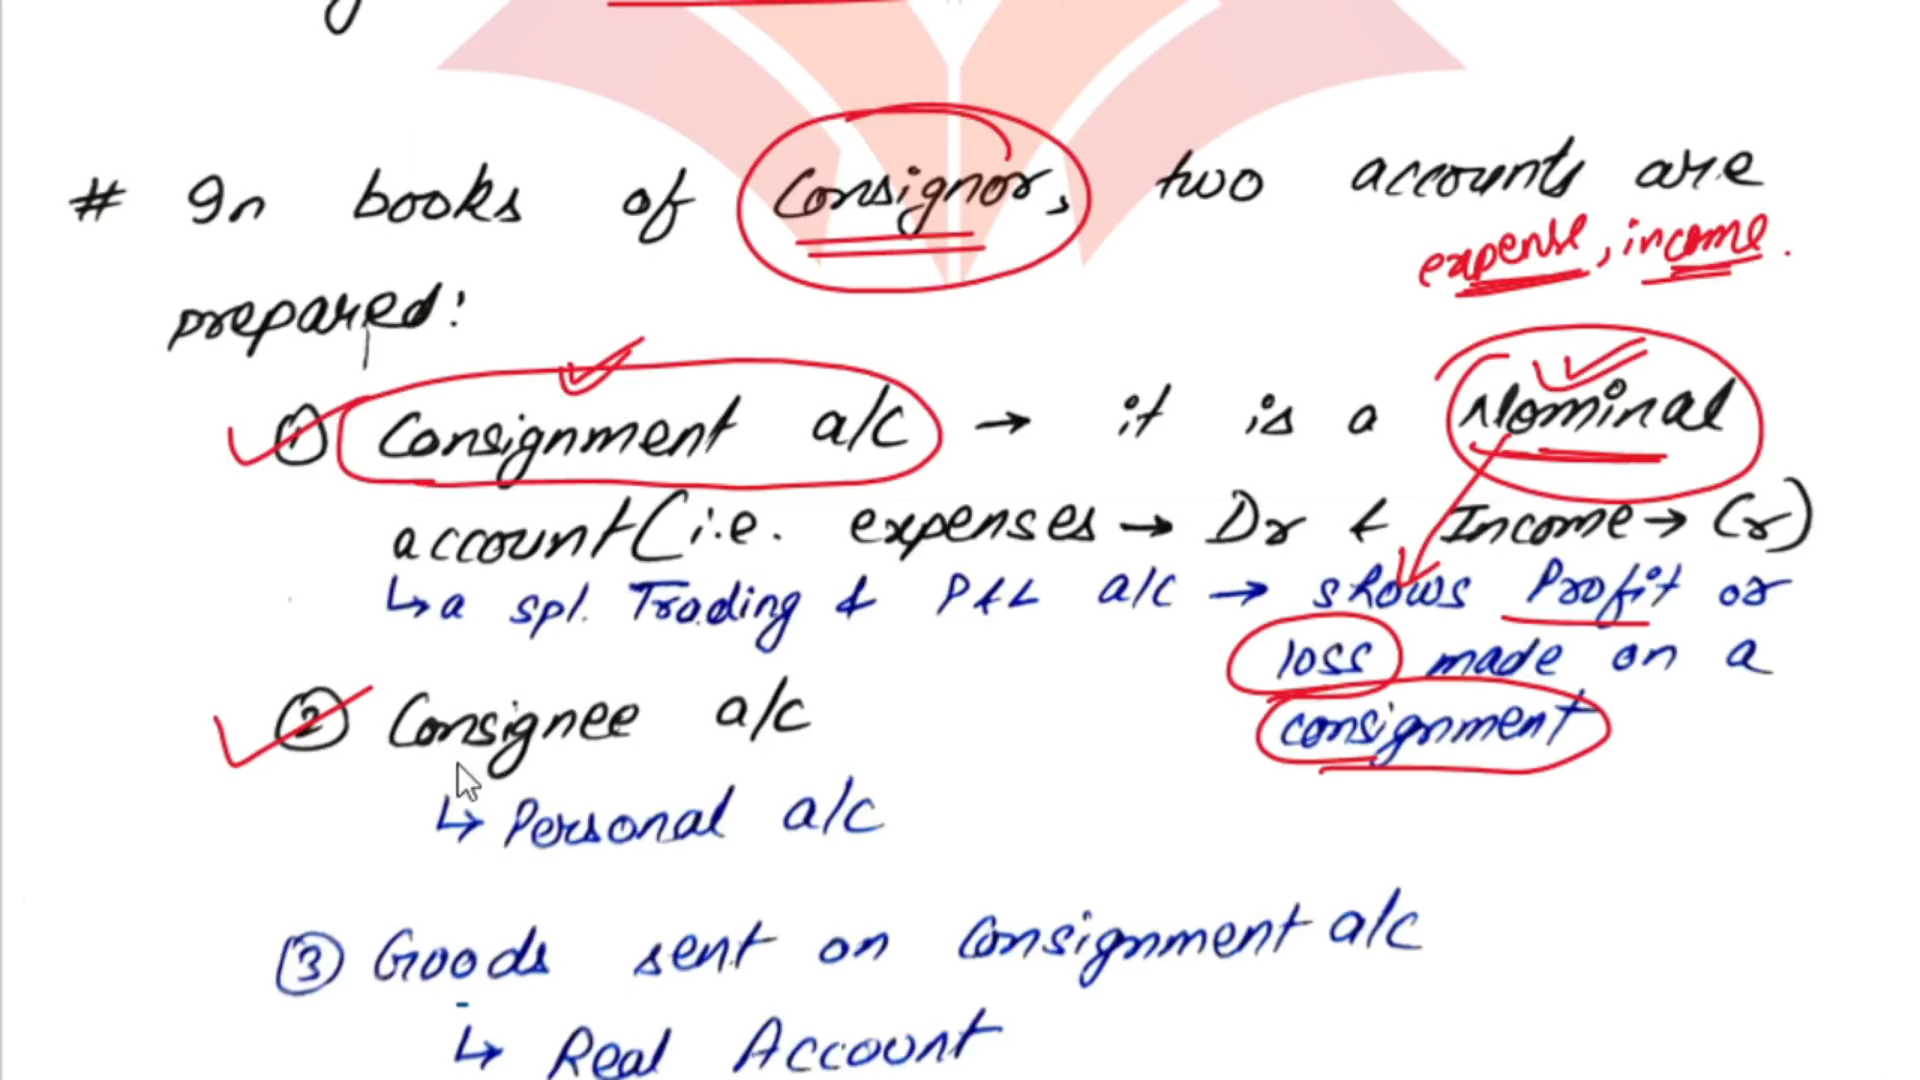 # In books of Consignor, two accounts are
expense, income.
prepared:
① Consignment a/c → it is a Nominal
account (i.e. expenses → Dr & Income → Cr)
↳ a spl. Trading & P&L a/c → shows Profit or
loss made on a
consignment
② Consignee a/c
↳ Personal a/c
③ Goods sent on Consignment a/c
↳ Real Account